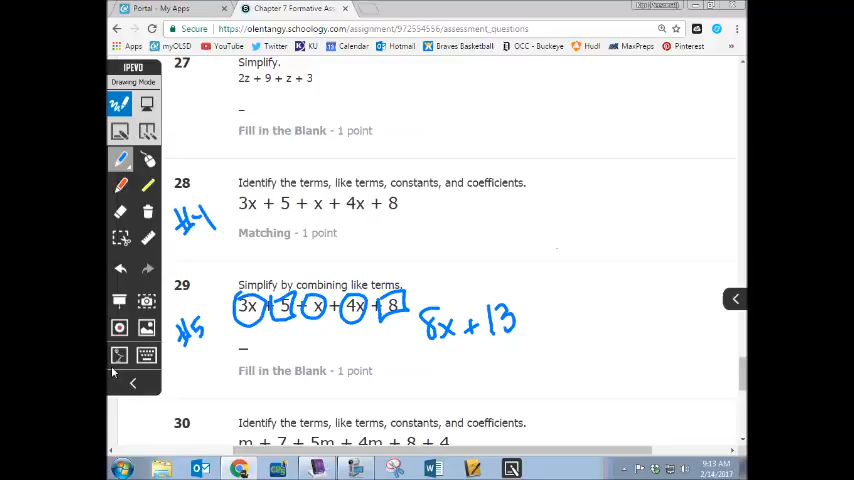 Portal - My Apps
Chapter 7 Formative Ass
Secure | https://olentangy.schoology.com/assignment/972554556/assessment_questions
Apps myOLSD YouTube Twitter KU Calendar Hotmail Braves Basketball OCC - Buckeye Hudl MaxPreps Pinterest
IPEVO
Drawing Mode
27
Simplify.
2z + 9 + z + 3
_
Fill in the Blank - 1 point
28
Identify the terms, like terms, constants, and coefficients.
3x + 5 + x + 4x + 8
#4
Matching - 1 point
29
Simplify by combining like terms.
3x + 5 + x + 4x + 8
8x + 13
#5
_
Fill in the Blank - 1 point
30
Identify the terms, like terms, constants, and coefficients.
m + 7 + 5m + 4m + 8 + 4
9:13 AM
2/14/2017